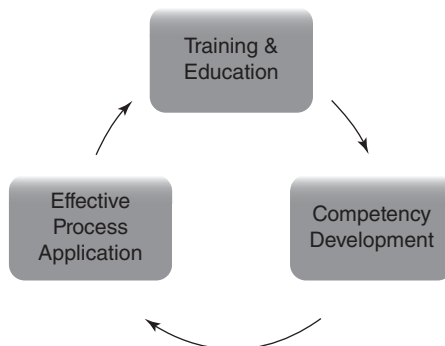 Training &
Education
Effective
Process
Application
Competency
Development